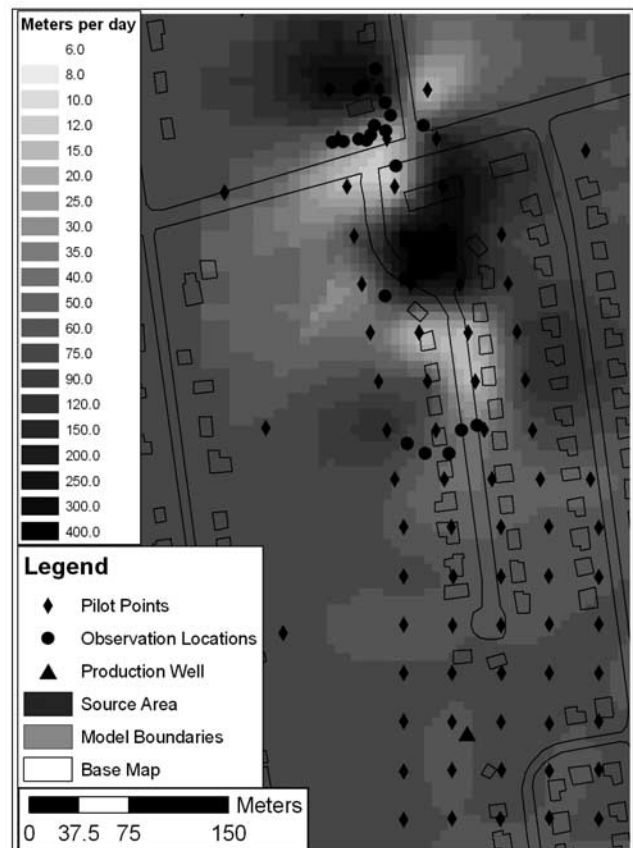 Meters per day
6.0
8.0
10.0
12.0
15.0
20.0
25.0
30.0
35.0
40.0
50.0
60.0
75.0
90.0
120.0
150.0
200.0
250.0
300.0
400.0
Legend
Pilot Points
Observation Locations
Production Well
Source Area
Model Boundaries
Base Map
Meters
0 37.5 75 150